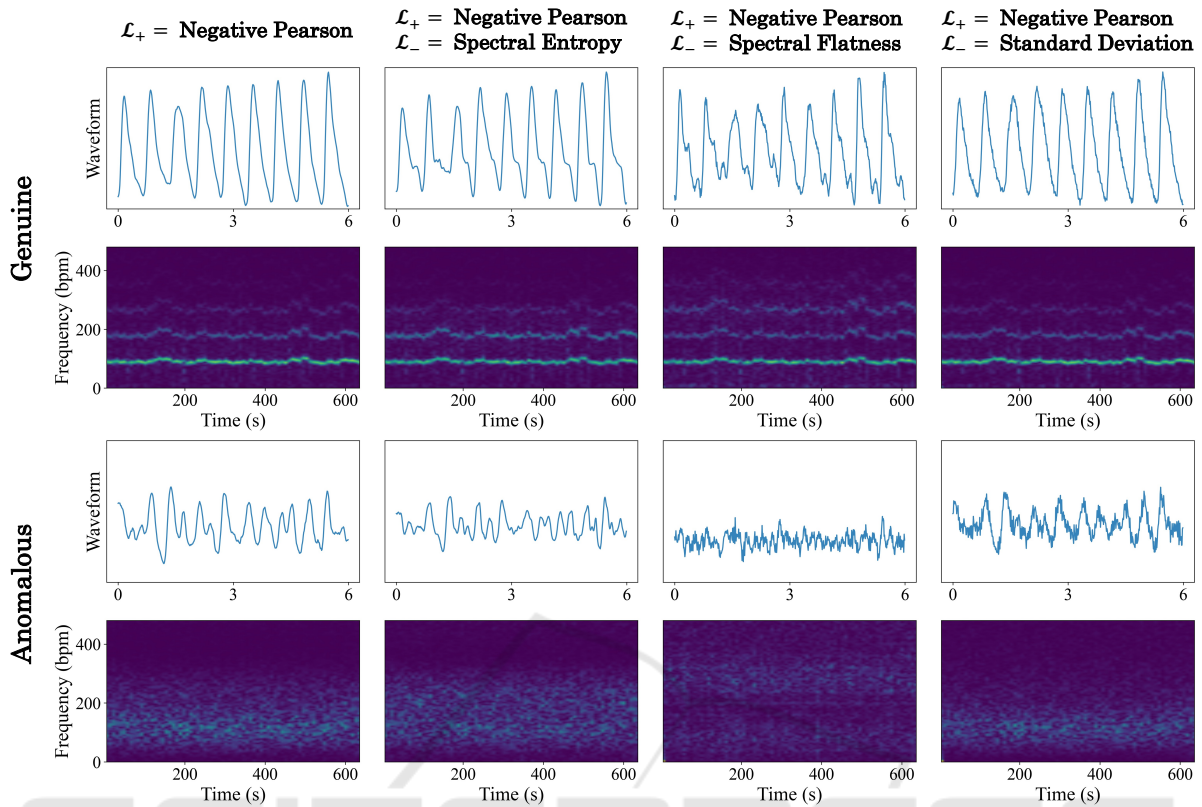 𝓛₊ = Negative Pearson
𝓛₊ = Negative Pearson
𝓛₋ = Spectral Entropy
𝓛₊ = Negative Pearson
𝓛₋ = Spectral Flatness
𝓛₊ = Negative Pearson
𝓛₋ = Standard Deviation
Genuine
Waveform
0 3 6
0 3 6
0 3 6
0 3 6
Frequency (bpm)
400
200
0
200 400 600
200 400 600
200 400 600
200 400 600
Time (s)
Time (s)
Time (s)
Time (s)
Anomalous
Waveform
0 3 6
0 3 6
0 3 6
0 3 6
Frequency (bpm)
400
200
0
200 400 600
200 400 600
200 400 600
200 400 600
Time (s)
Time (s)
Time (s)
Time (s)